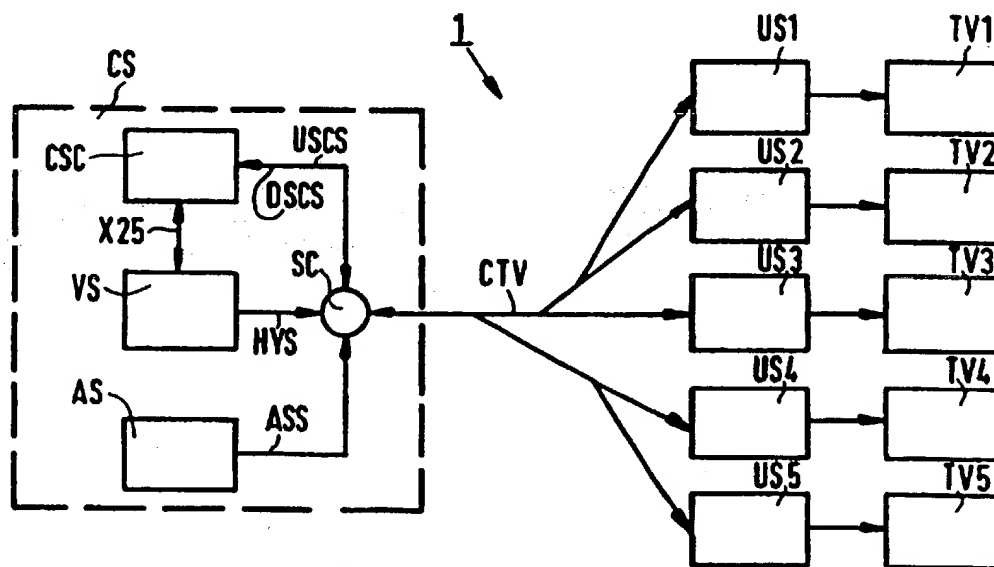 1
US1
TV1
CS
CSC
USCS
DSCS
US2
TV2
X25
VS
SC
HYS
CTV
US3
TV3
AS
ASS
US4
TV4
US5
TV5